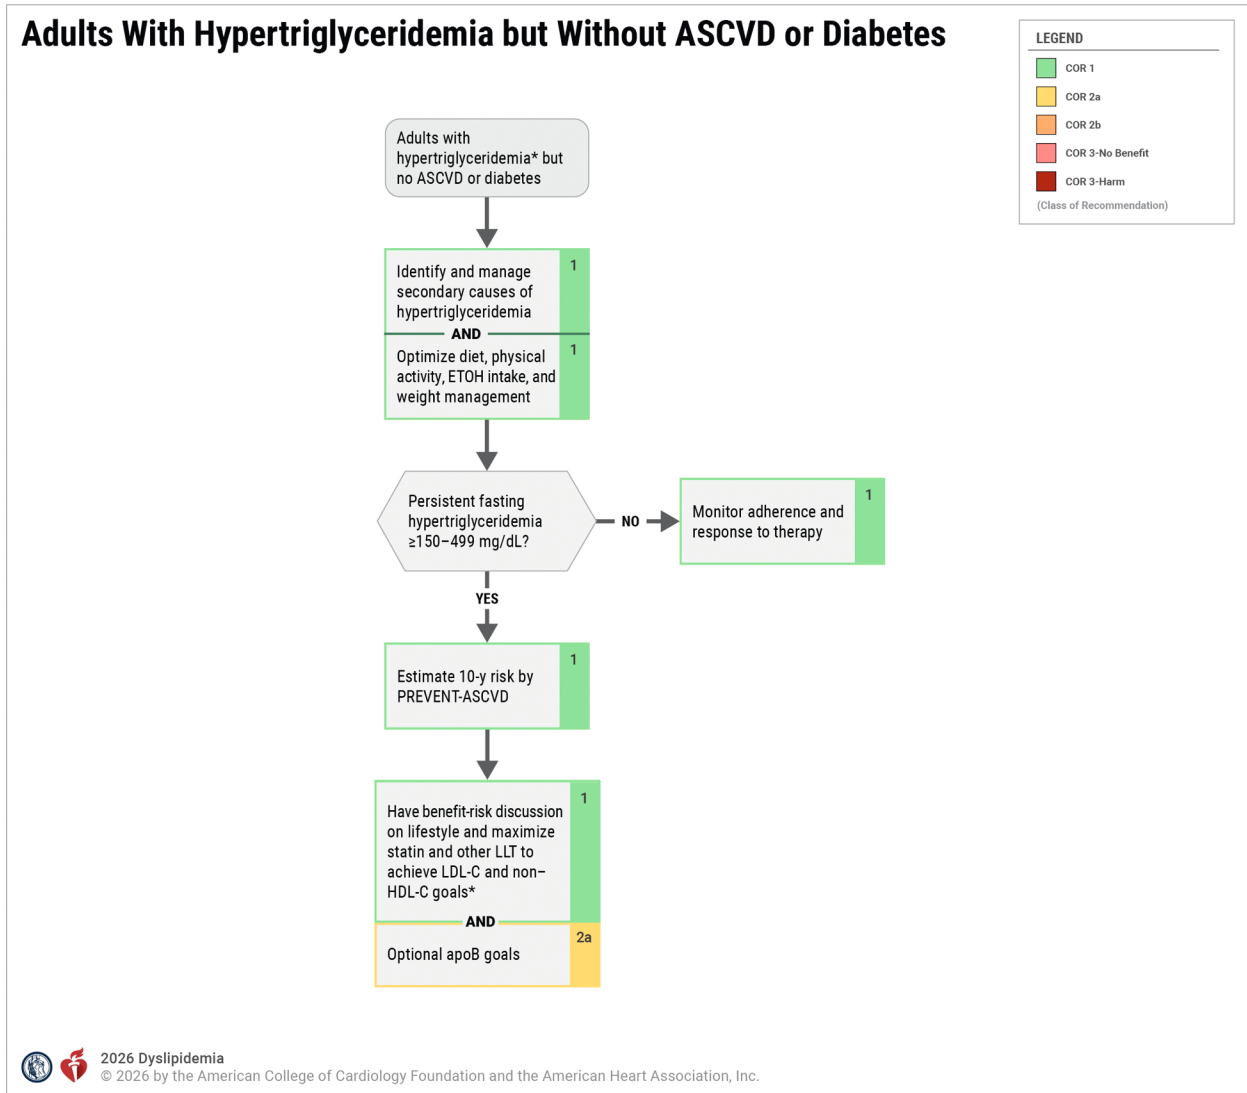 Adults With Hypertriglyceridemia but Without ASCVD or Diabetes
LEGEND
COR 1
COR 2a
COR 2b
COR 3-No Benefit
COR 3-Harm
(Class of Recommendation)
Adults with
hypertriglyceridemia* but
no ASCVD or diabetes
Identify and manage
secondary causes of
hypertriglyceridemia
1
AND
Optimize diet, physical
activity, ETOH intake, and
weight management
1
Persistent fasting
hypertriglyceridemia
≥150–499 mg/dL?
NO
Monitor adherence and
response to therapy
1
YES
Estimate 10-y risk by
PREVENT-ASCVD
1
Have benefit-risk discussion
on lifestyle and maximize
statin and other LLT to
achieve LDL-C and non–
HDL-C goals*
1
AND
Optional apoB goals
2a
2026 Dyslipidemia
© 2026 by the American College of Cardiology Foundation and the American Heart Association, Inc.